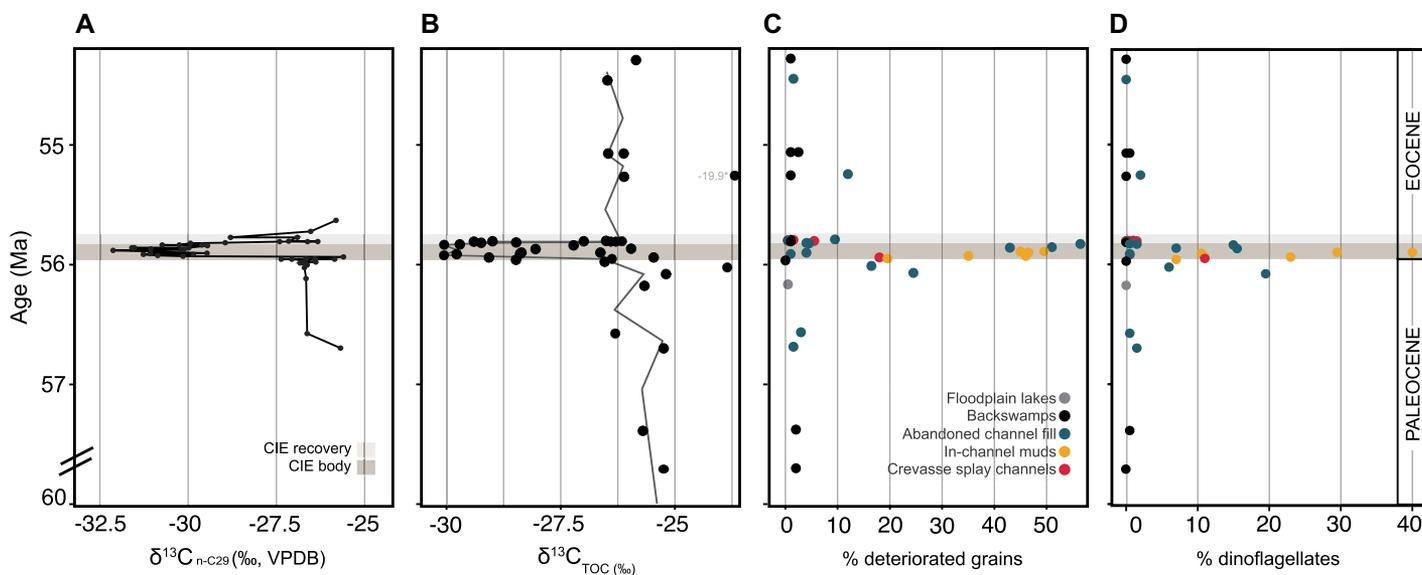 A
B
C
D
55
56
57
60
Age (Ma)
CIE recovery
CIE body
-32.5 -30 -27.5 -25
δ¹³C n-C29 (‰, VPDB)
-19.9°
-30 -27.5 -25
δ¹³C TOC (‰)
Floodplain lakes
Backswamps
Abandoned channel fill
In-channel muds
Crevasse splay channels
0 10 20 30 40 50
% deteriorated grains
0 10 20 30 40
% dinoflagellates
EOCENE
PALEOCENE